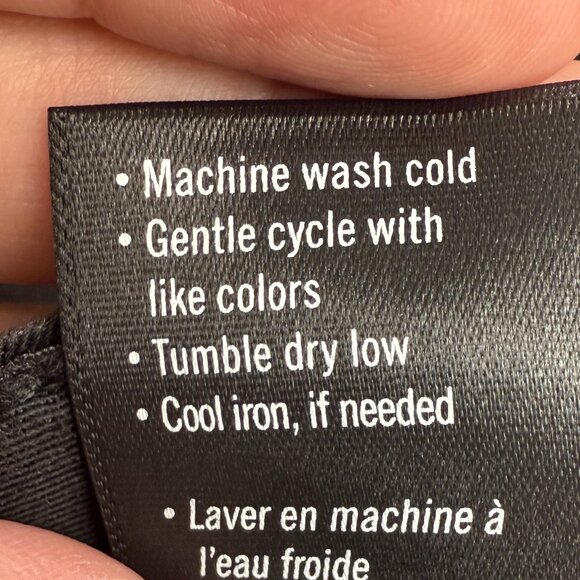 • Machine wash cold
• Gentle cycle with
like colors
• Tumble dry low
• Cool iron, if needed
• Laver en machine à
l'eau froide